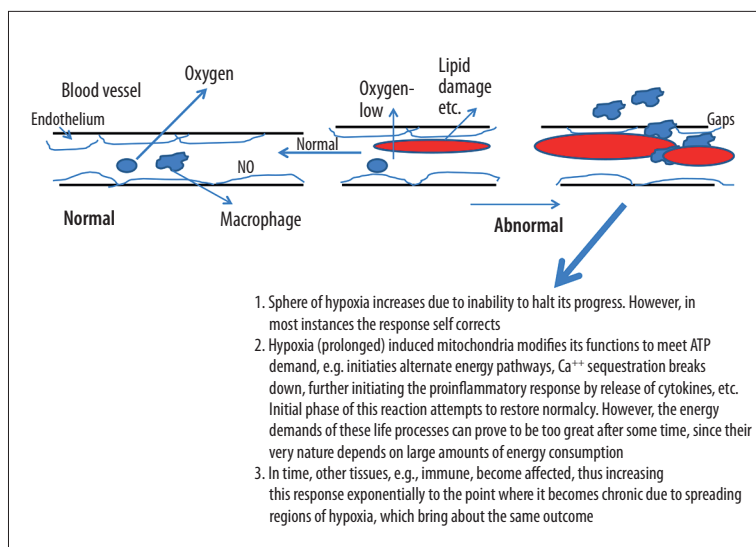 Blood vessel
Oxygen
Endothelium
NO
Normal
Macrophage
Oxygen-
low
Lipid
damage
etc.
Normal
Gaps
Abnormal
1. Sphere of hypoxia increases due to inability to halt its progress. However, in
most instances the response self corrects
2. Hypoxia (prolonged) induced mitochondria modifies its functions to meet ATP
demand, e.g. initiaties alternate energy pathways, Ca⁺⁺ sequestration breaks
down, further initiating the proinflammatory response by release of cytokines, etc.
Initial phase of this reaction attempts to restore normalcy. However, the energy
demands of these life processes can prove to be too great after some time, since their
very nature depends on large amounts of energy consumption
3. In time, other tissues, e.g., immune, become affected, thus increasing
this response exponentially to the point where it becomes chronic due to spreading
regions of hypoxia, which bring about the same outcome